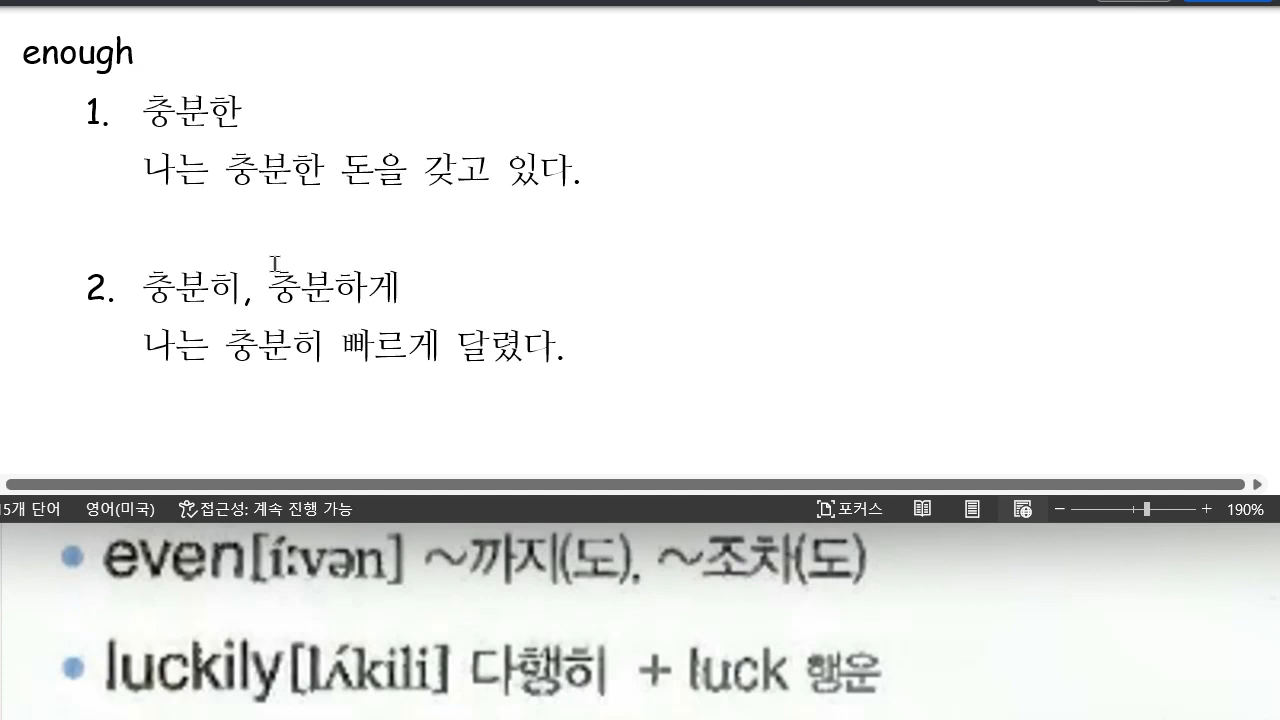 enough
1. 충분한
나는 충분한 돈을 갖고 있다.
2. 충분히, 충분하게
나는 충분히 빠르게 달렸다.
5개 단어 영어(미국) 접근성: 계속 진행 가능 포커스 190%
even[íːvən] ~까지(도), ~조차(도)
luckily[lʌ́kili] 다행히 + luck 행운